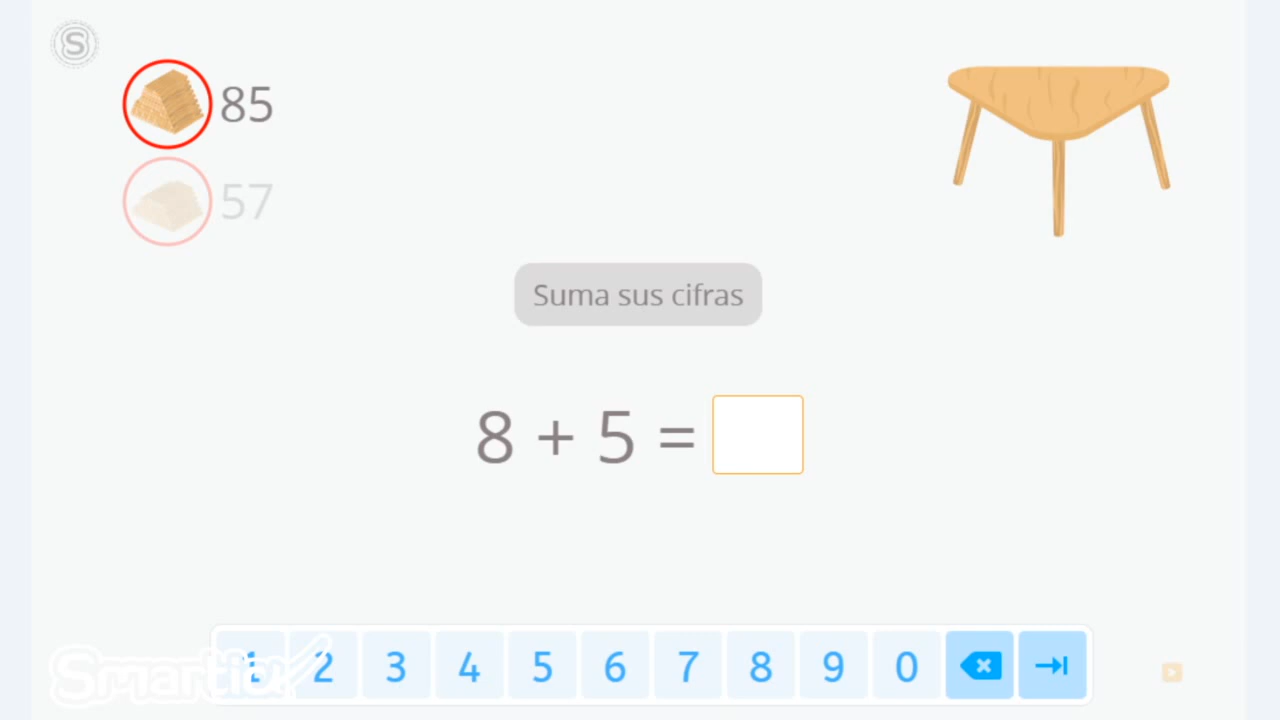 S
85
57
Suma sus cifras
8 + 5 =
1 2 3 4 5 6 7 8 9 0
Smartick